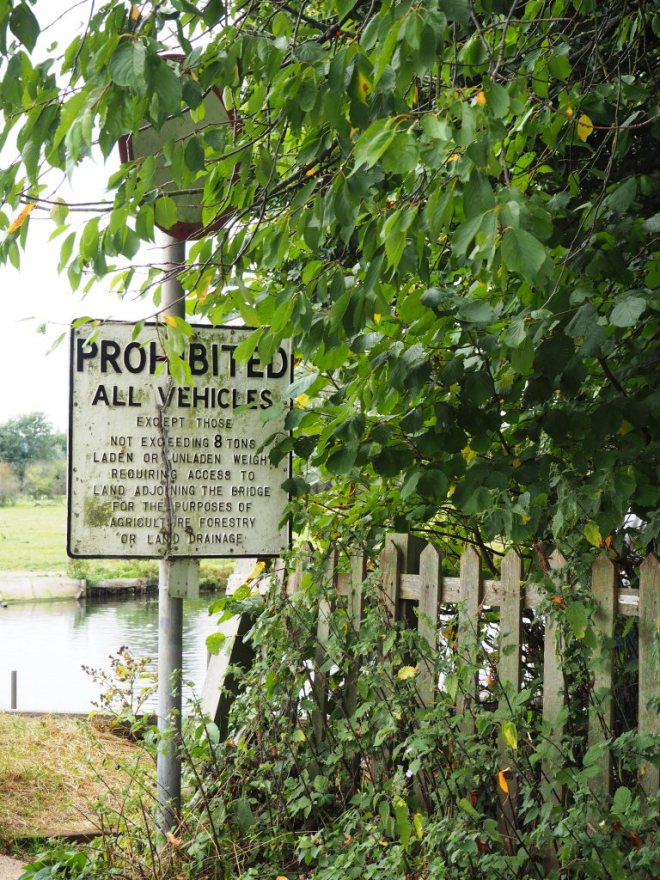 PROHIBITED
ALL VEHICLES
EXCEPT THOSE
NOT EXCEEDING 8 TONS
LADEN OR UNLADEN WEIGHT
REQUIRING ACCESS TO
LAND ADJOINING THE BRIDGE
FOR THE PURPOSES OF
AGRICULTURE FORESTRY
OR LAND DRAINAGE